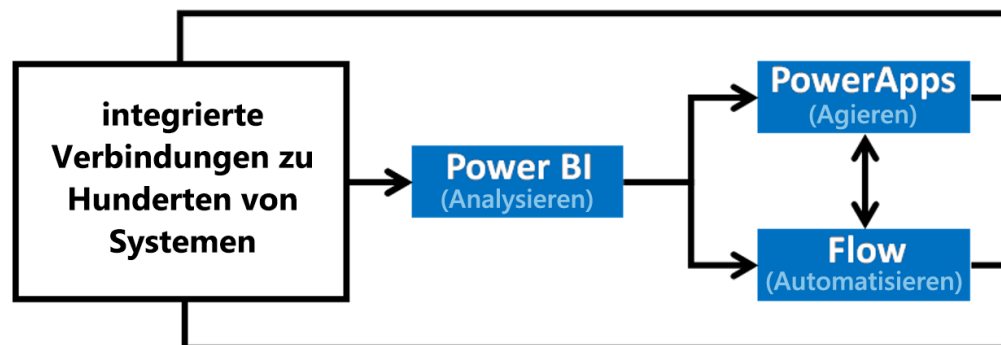 integrierte
Verbindungen zu
Hunderten von
Systemen
Power BI
(Analysieren)
PowerApps
(Agieren)
Flow
(Automatisieren)